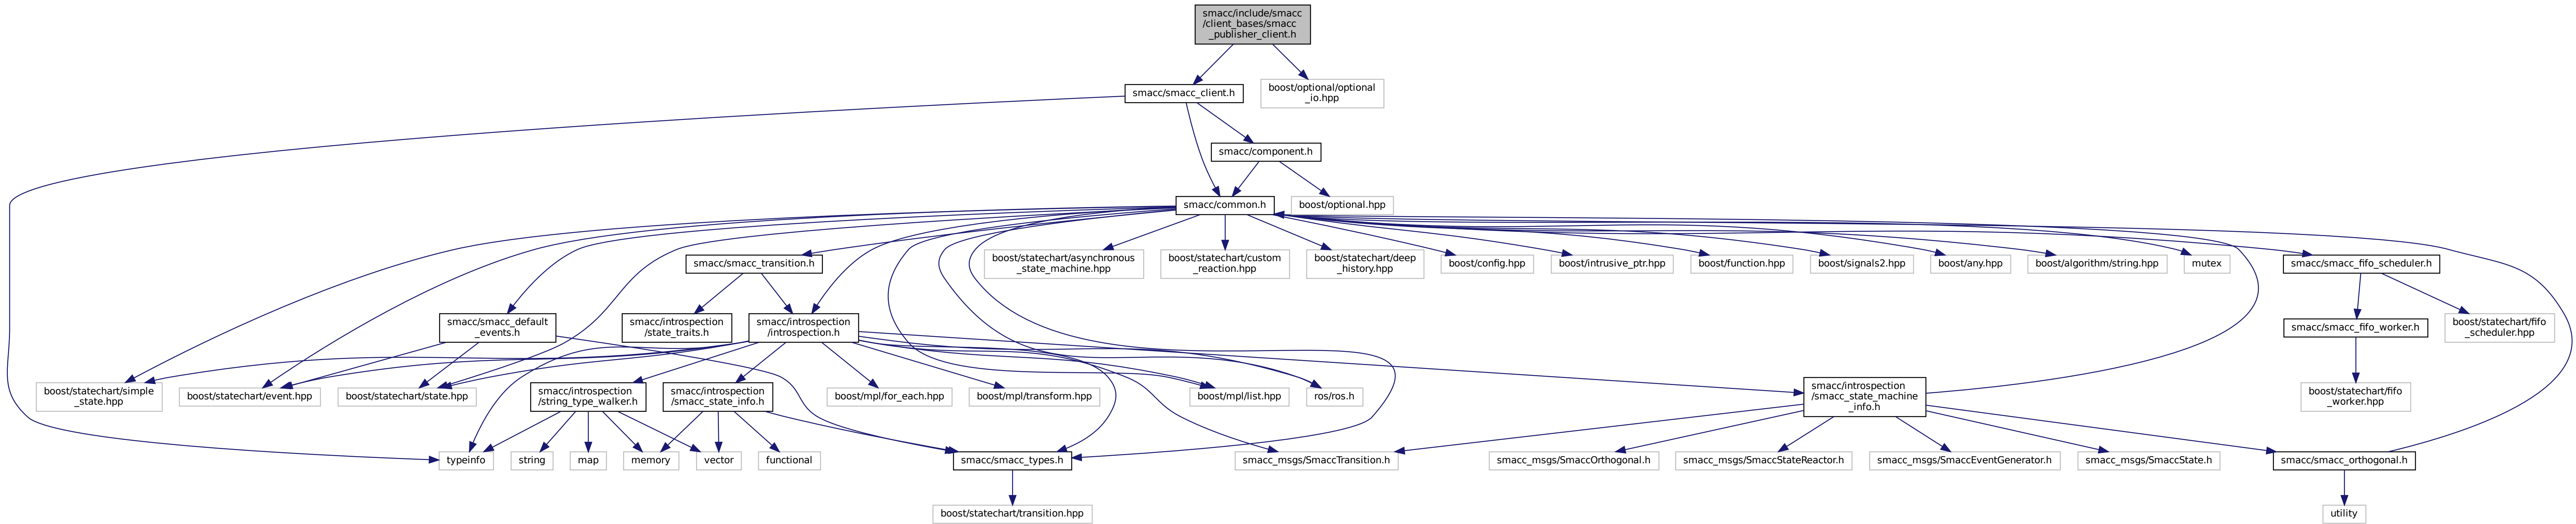 smacc/include/smacc
/client_bases/smacc
_publisher_client.h
smacc/smacc_client.h
boost/optional/optional
_io.hpp
smacc/component.h
smacc/common.h
boost/optional.hpp
smacc/smacc_transition.h
boost/statechart/asynchronous
_state_machine.hpp
boost/statechart/custom
_reaction.hpp
boost/statechart/deep
_history.hpp
boost/config.hpp
boost/intrusive_ptr.hpp
boost/function.hpp
boost/signals2.hpp
boost/any.hpp
boost/algorithm/string.hpp
mutex
smacc/smacc_fifo_scheduler.h
smacc/smacc_default
_events.h
smacc/introspection
/state_traits.h
smacc/introspection
/introspection.h
smacc/smacc_fifo_worker.h
boost/statechart/fifo
_scheduler.hpp
boost/statechart/simple
_state.hpp
boost/statechart/event.hpp
boost/statechart/state.hpp
smacc/introspection
/string_type_walker.h
smacc/introspection
/smacc_state_info.h
boost/mpl/for_each.hpp
boost/mpl/transform.hpp
boost/mpl/list.hpp
ros/ros.h
smacc/introspection
/smacc_state_machine
_info.h
boost/statechart/fifo
_worker.hpp
typeinfo
string
map
memory
vector
functional
smacc/smacc_types.h
smacc_msgs/SmaccTransition.h
smacc_msgs/SmaccOrthogonal.h
smacc_msgs/SmaccStateReactor.h
smacc_msgs/SmaccEventGenerator.h
smacc_msgs/SmaccState.h
smacc/smacc_orthogonal.h
boost/statechart/transition.hpp
utility